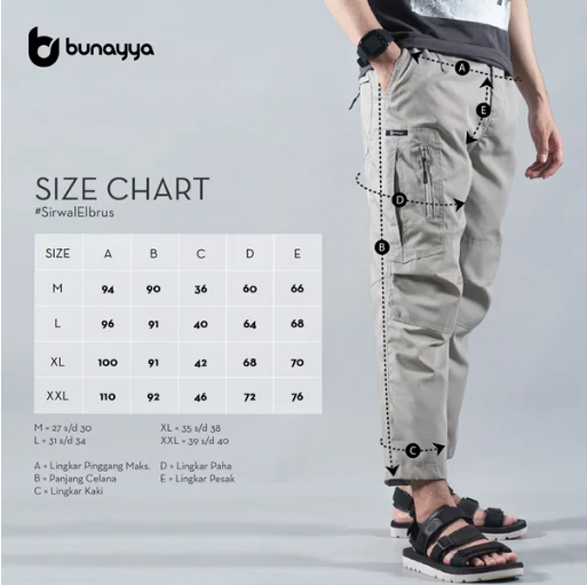 bunayya
SIZE CHART
#SirwalElbrus
SIZE A B C D E
M 94 90 36 60 66
L 96 91 40 64 68
XL 100 91 42 68 70
XXL 110 92 46 72 76
M = 27 s/d 30 XL = 35 s/d 38
L = 31 s/d 34 XXL = 39 s/d 40
A = Lingkar Pinggang Maks. D = Lingkar Paha
B = Panjang Celana E = Lingkar Pesak
C = Lingkar Kaki
A
E
D
B
C